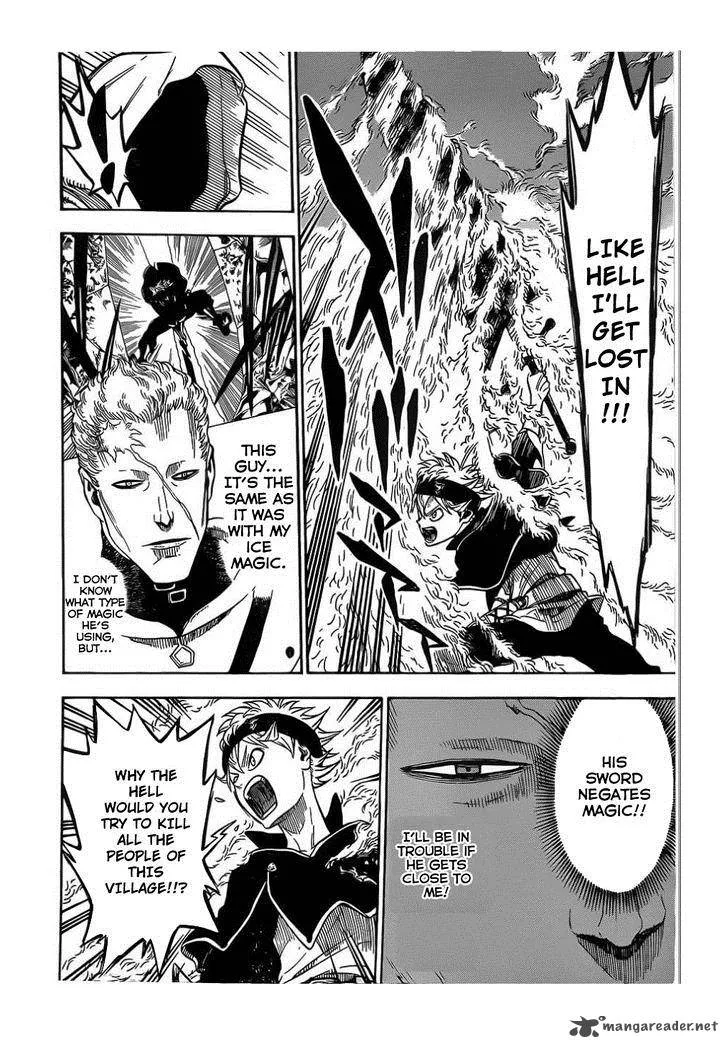 LIKE
HELL
I'LL
GET
LOST
IN
!!!
!
THIS
GUY...
IT'S THE
SAME AS
IT WAS
WITH MY
ICE
MAGIC.
I DON'T
KNOW
WHAT TYPE
OF MAGIC
HE'S
USING,
BUT...
HIS
SWORD
NEGATES
MAGIC!!
I'LL BE IN
TROUBLE IF
HE GETS
CLOSE TO
ME!
WHY THE
HELL
WOULD YOU
TRY TO KILL
ALL THE
PEOPLE OF
THIS
VILLAGE!!?
mangareader.net